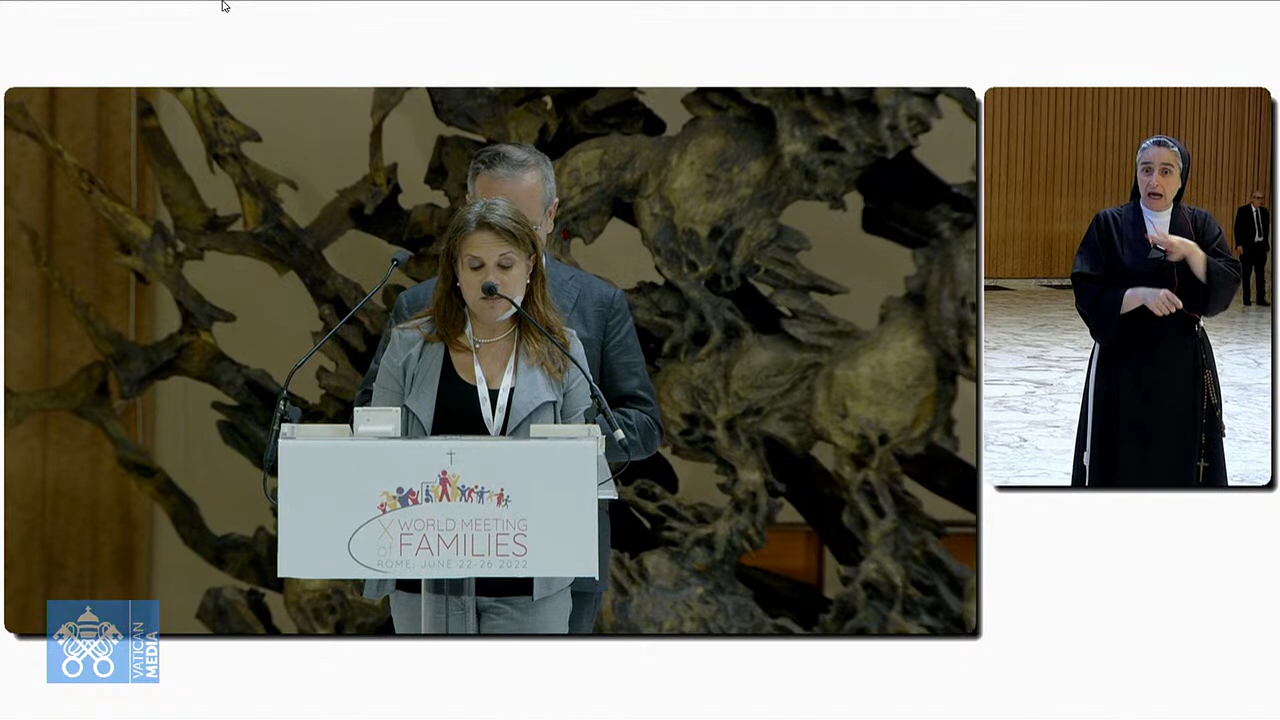 X WORLD MEETING
of FAMILIES
ROME, JUNE 22-26 2022
VATICAN
MEDIA